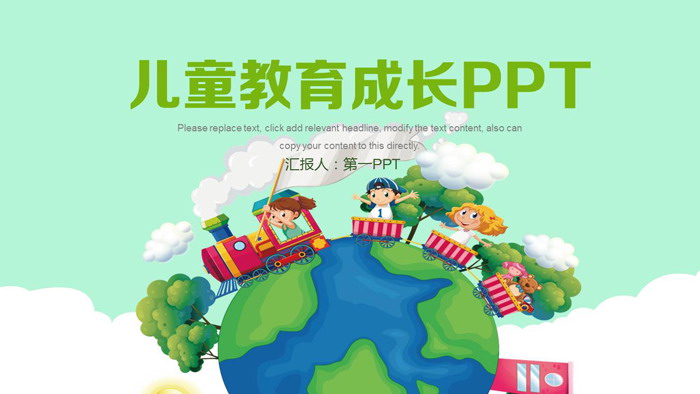 儿童教育成长PPT
Please replace text, click add relevant headline, modify the text content, also can
copy your content to this directly.
汇报人：第一PPT
1